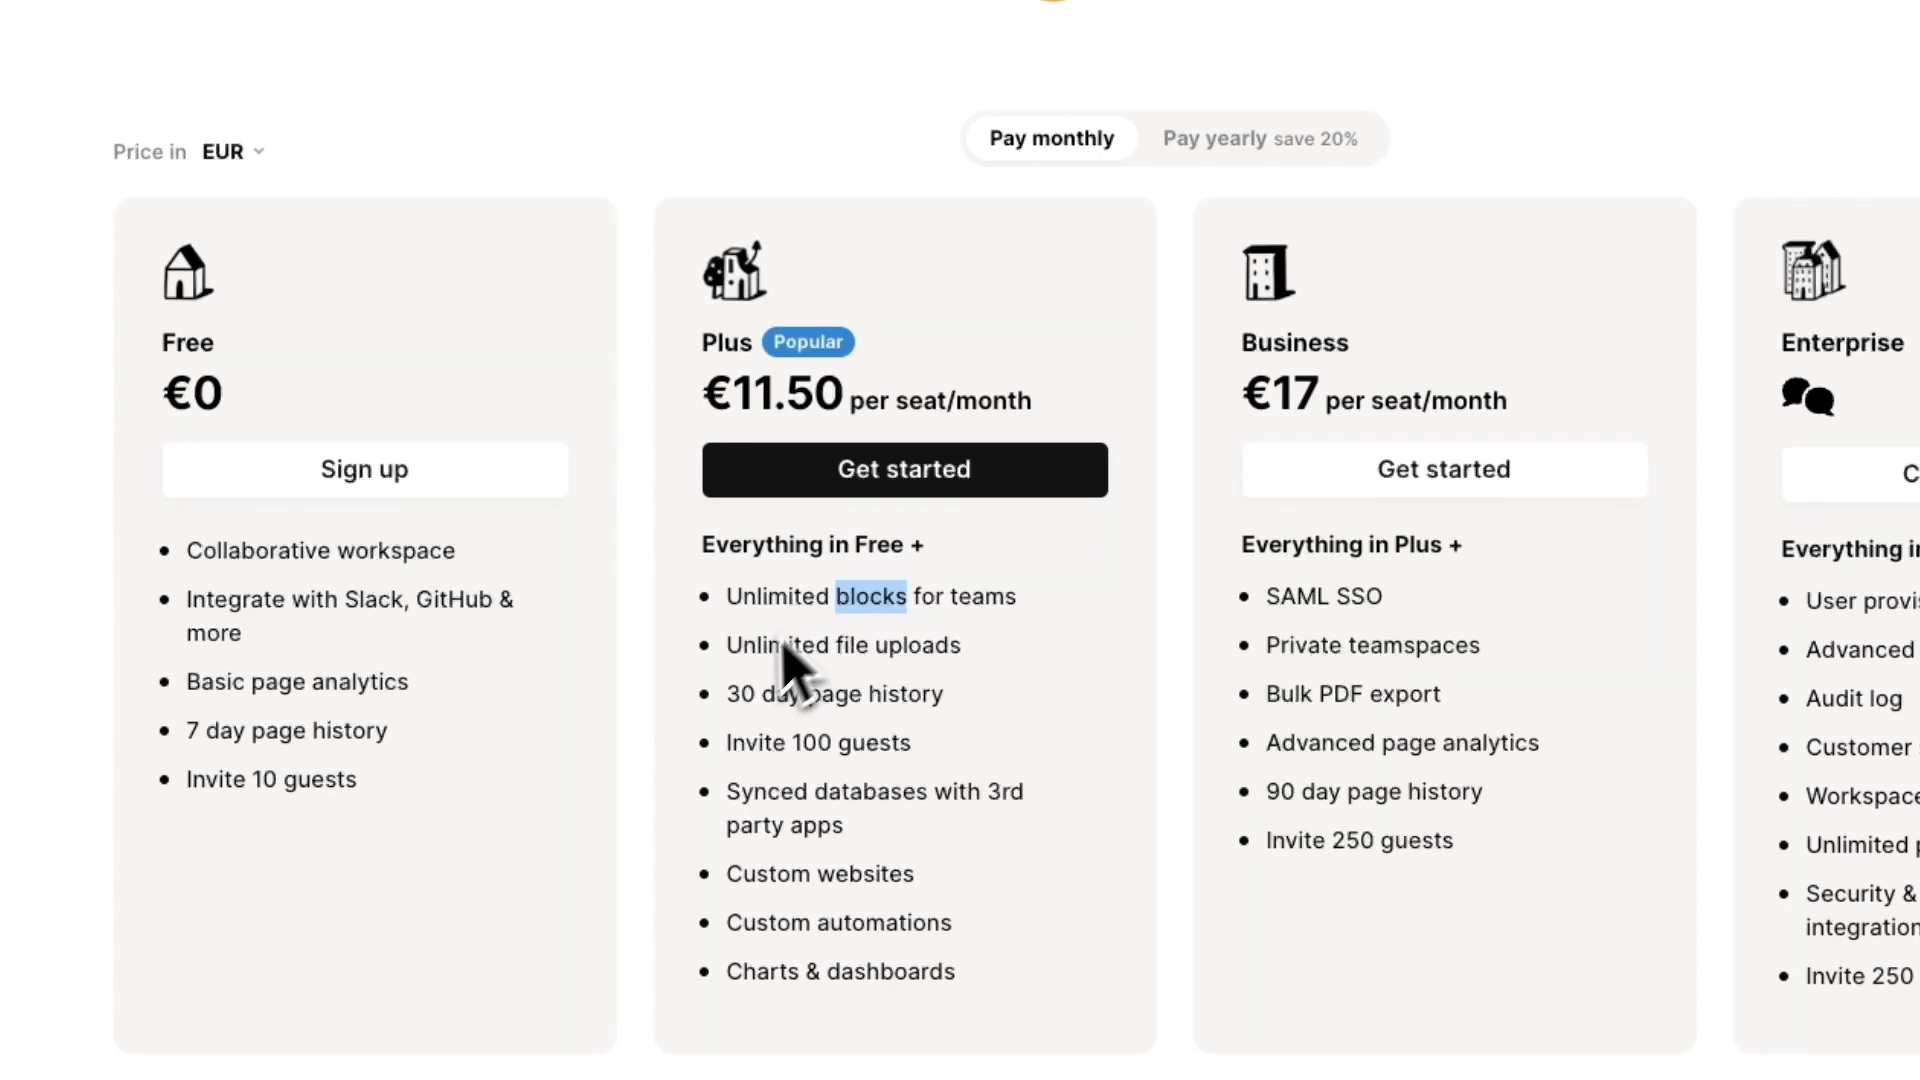 Price in EUR
Pay monthly
Pay yearly save 20%
Free
€0
Sign up
Collaborative workspace
Integrate with Slack, GitHub &
more
Basic page analytics
7 day page history
Invite 10 guests
Plus Popular
€11.50 per seat/month
Get started
Everything in Free +
Unlimited blocks for teams
Unlimited file uploads
30 day page history
Invite 100 guests
Synced databases with 3rd
party apps
Custom websites
Custom automations
Charts & dashboards
Business
€17 per seat/month
Get started
Everything in Plus +
SAML SSO
Private teamspaces
Bulk PDF export
Advanced page analytics
90 day page history
Invite 250 guests
Enterprise
Everything
User
Advanced
Audit log
Customer
Workspace
Unlimited
Security &
Invite 250